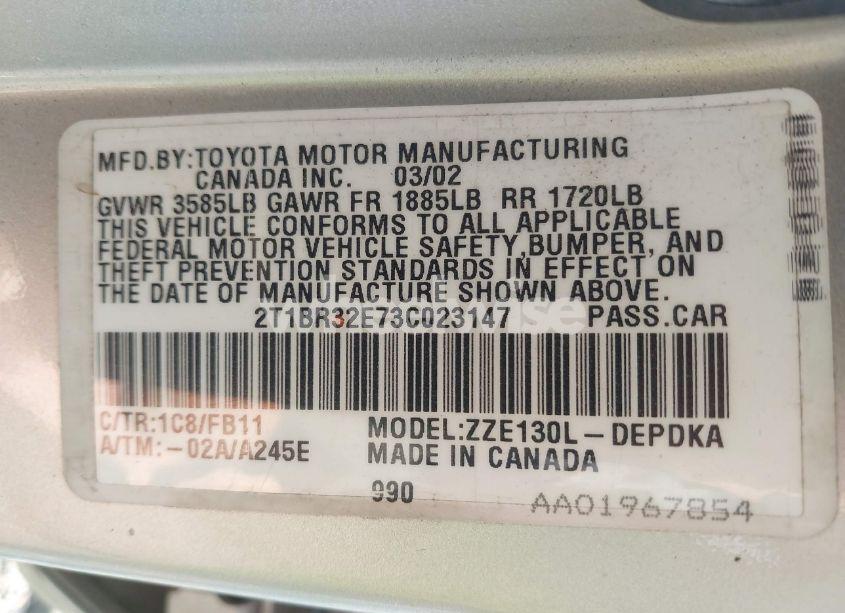 MFD.BY:TOYOTA MOTOR MANUFACTURING
CANADA INC. 03/02
GVWR 3585LB GAWR FR 1885LB RR 1720LB
THIS VEHICLE CONFORMS TO ALL APPLICABLE
FEDERAL MOTOR VEHICLE SAFETY,BUMPER, AND
THEFT PREVENTION STANDARDS IN EFFECT ON
THE DATE OF MANUFACTURE SHOWN ABOVE.
2T1BR32E73C023147 PASS.CAR
C/TR:1C8/FB11 MODEL:ZZE130L-DEPDKA
A/TM:-02A/A245E MADE IN CANADA
990 AA01967854